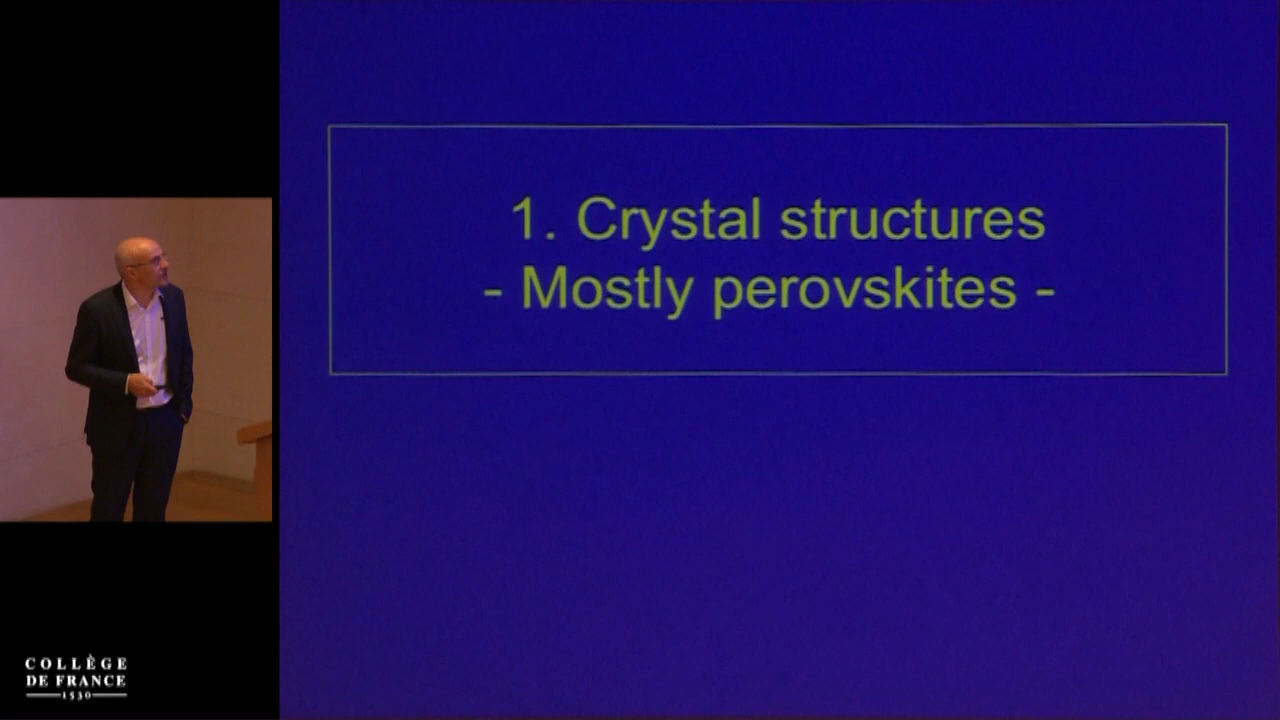 1. Crystal structures
- Mostly perovskites -
COLLÈGE
DE FRANCE
1530